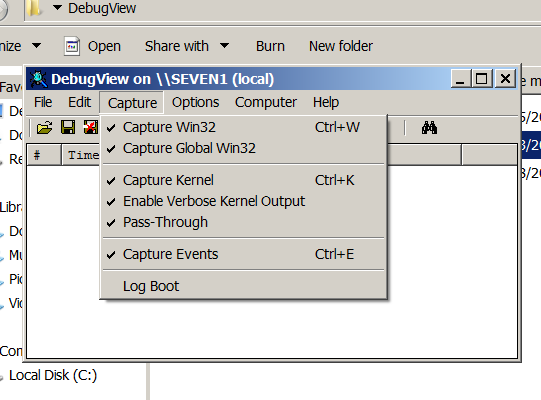 DebugView
Open Share with Burn New folder
DebugView on \\SEVEN1 (local)
File Edit Capture Options Computer Help
Capture Win32 Ctrl+W
Capture Global Win32
# Time
Capture Kernel Ctrl+K
Enable Verbose Kernel Output
Pass-Through
Capture Events Ctrl+E
Log Boot
Local Disk (C:)